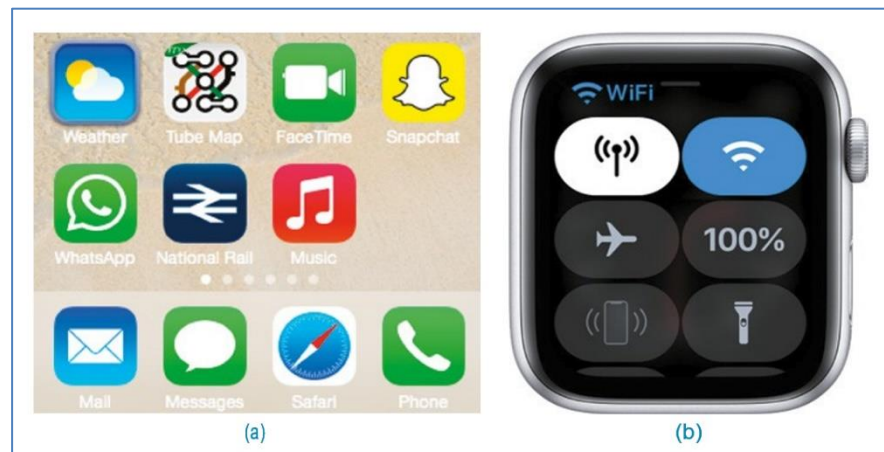 Weather Tube Map FaceTime Snapchat
WhatsApp National Rail Music
Mail Messages Safari Phone
(a)
WiFi
100%
(b)